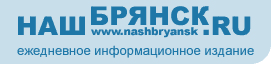 НАШ БРЯНСК.RU
www.nashbryansk.ru
ежедневное информационное издание